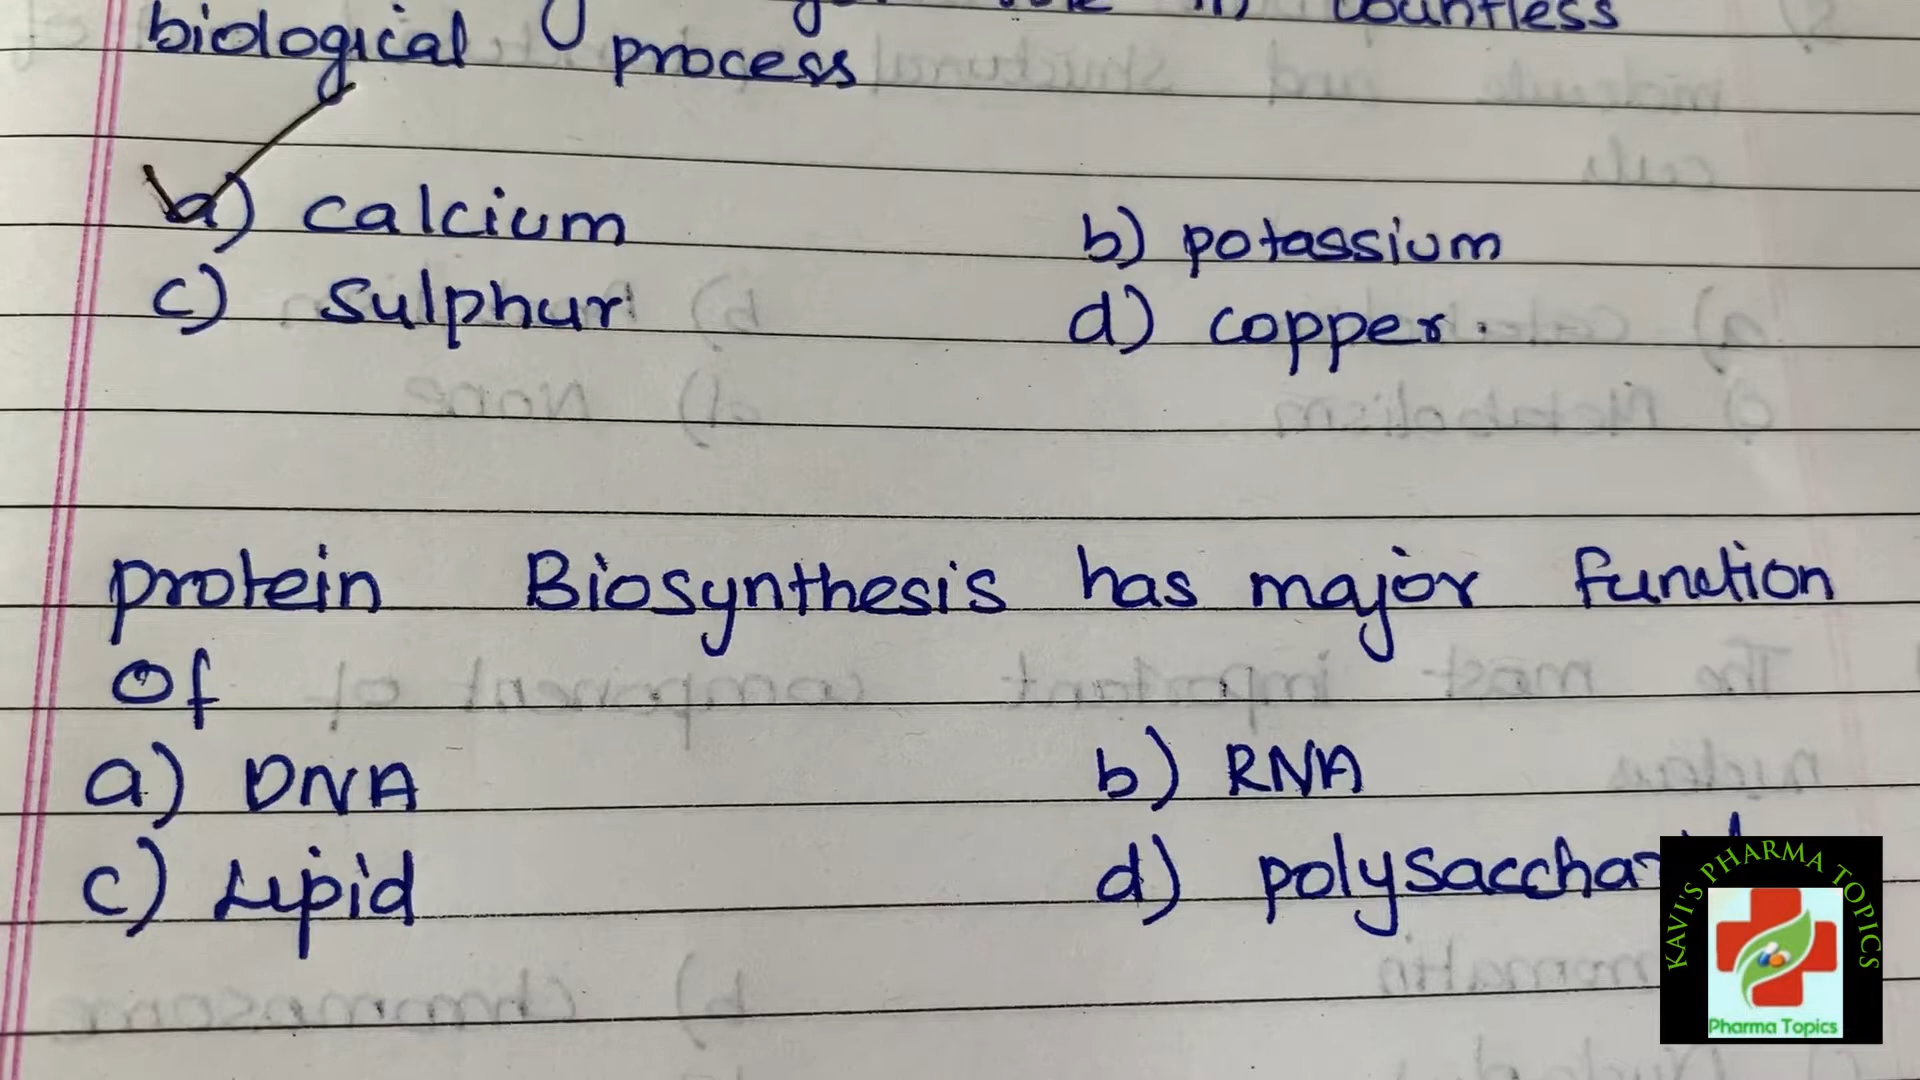 countless
biological process
a) calcium
b) potassium
c) sulphur
d) copper.
protein Biosynthesis has major function
of
a) DNA
b) RNA
c) Lipid
d)
KAVI'S PHARMA TOPICS
Pharma Topics